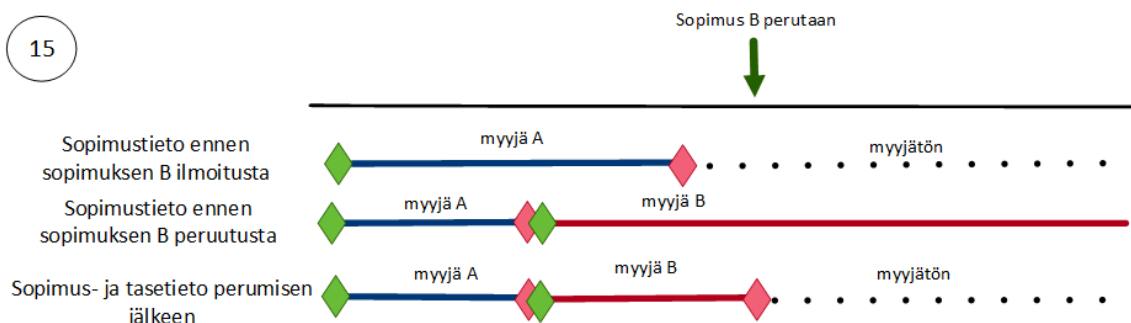 Sopimus B perutaan
15
Sopimustieto ennen
sopimuksen B ilmoitusta
myyjä A
myyjätön
Sopimustieto ennen
sopimuksen B peruutusta
myyjä A
myyjä B
Sopimus- ja tasetieto perumisen
jälkeen
myyjä A
myyjä B
myyjätön